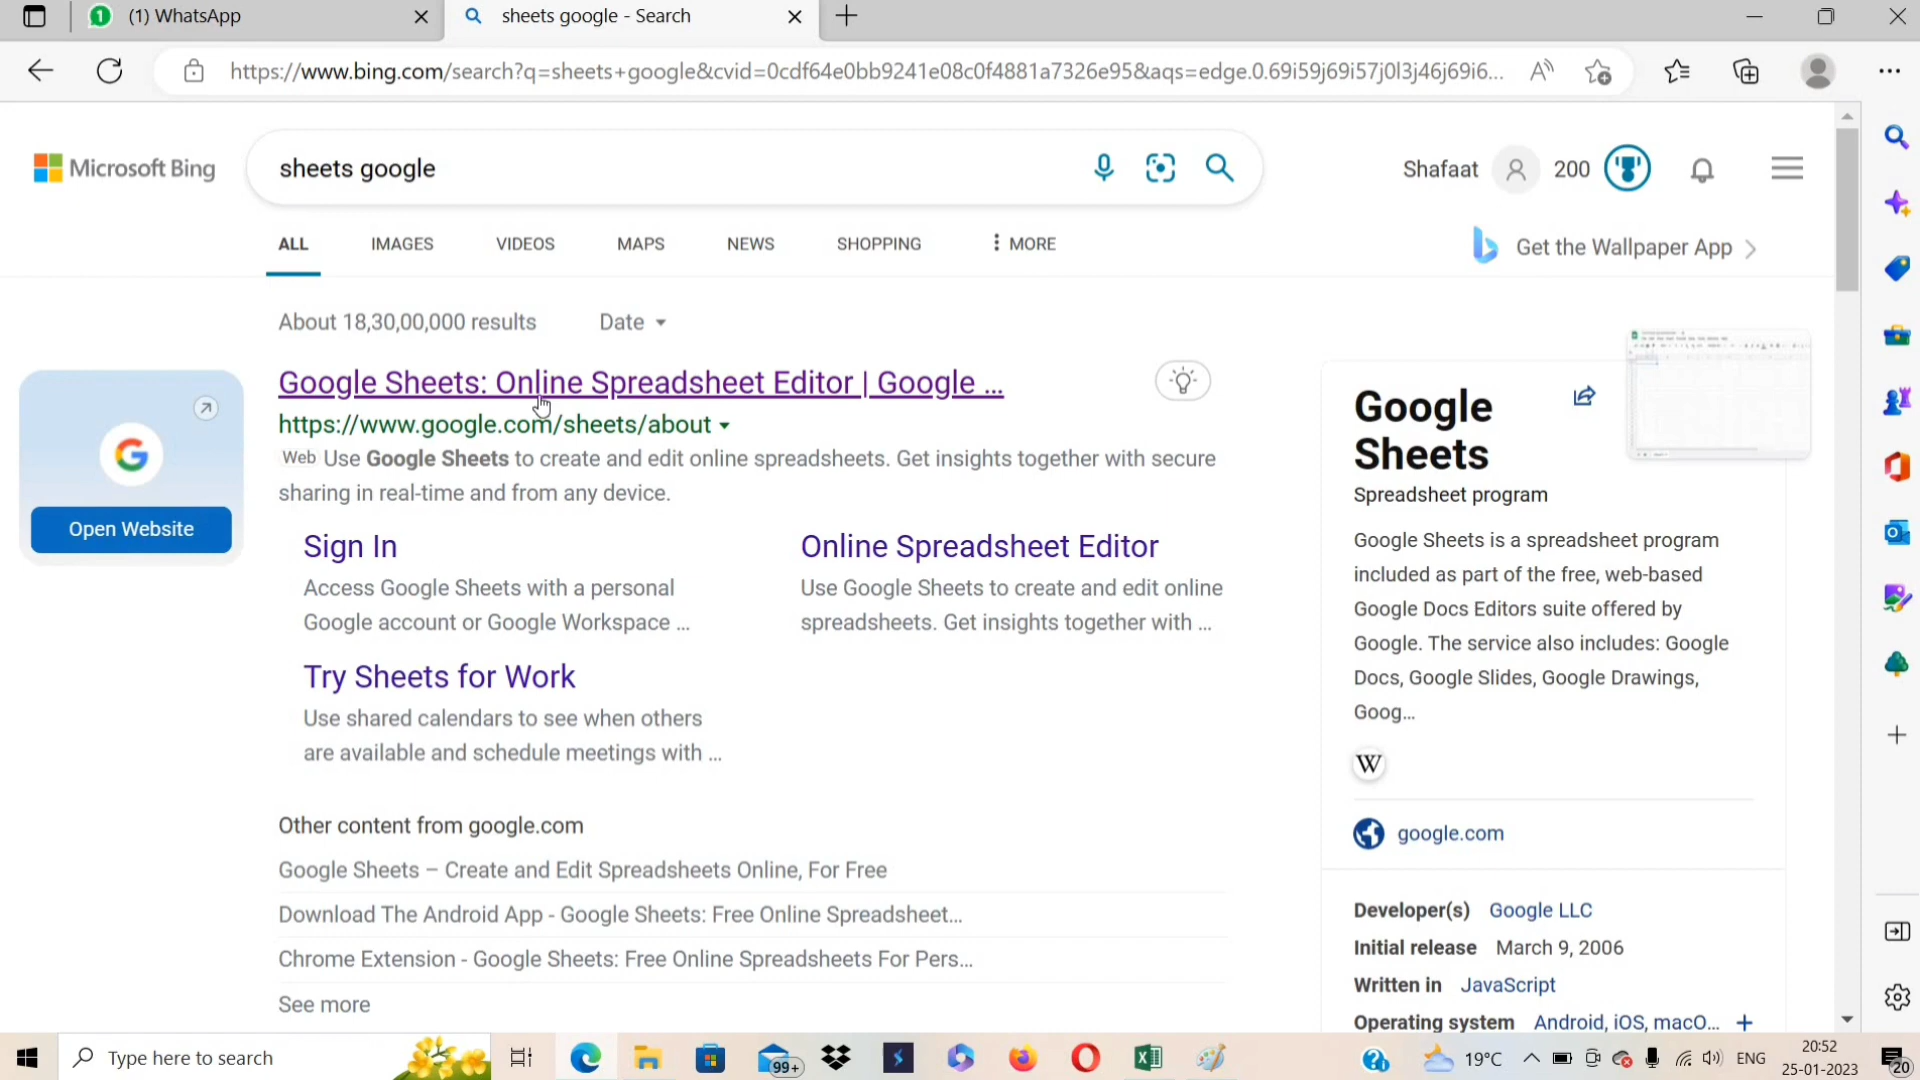 (1) WhatsApp
sheets google - Search
https://www.bing.com/search?q=sheets+google&cvid=0cdf64e0bb9241e08c0f4881a7326e95&aqs=edge.0.69i59j69i57j0l3j46j69i6...
Microsoft Bing
sheets google
Shafaat
200
ALL
IMAGES
VIDEOS
MAPS
NEWS
SHOPPING
MORE
Get the Wallpaper App
About 18,30,00,000 results
Date
Google Sheets: Online Spreadsheet Editor | Google ...
https://www.google.com/sheets/about
Web Use Google Sheets to create and edit online spreadsheets. Get insights together with secure
sharing in real-time and from any device.
Open Website
Sign In
Access Google Sheets with a personal
Google account or Google Workspace ...
Online Spreadsheet Editor
Use Google Sheets to create and edit online
spreadsheets. Get insights together with ...
Try Sheets for Work
Use shared calendars to see when others
are available and schedule meetings with ...
Other content from google.com
Google Sheets – Create and Edit Spreadsheets Online, For Free
Download The Android App - Google Sheets: Free Online Spreadsheet...
Chrome Extension - Google Sheets: Free Online Spreadsheets For Pers...
See more
Google
Sheets
Spreadsheet program
Google Sheets is a spreadsheet program
included as part of the free, web-based
Google Docs Editors suite offered by
Google. The service also includes: Google
Docs, Google Slides, Google Drawings,
Goog...
W
google.com
Developer(s) Google LLC
Initial release March 9, 2006
Written in JavaScript
Operating system Android, iOS, macO...
Type here to search
99+
19°C
ENG
20:52
25-01-2023
20